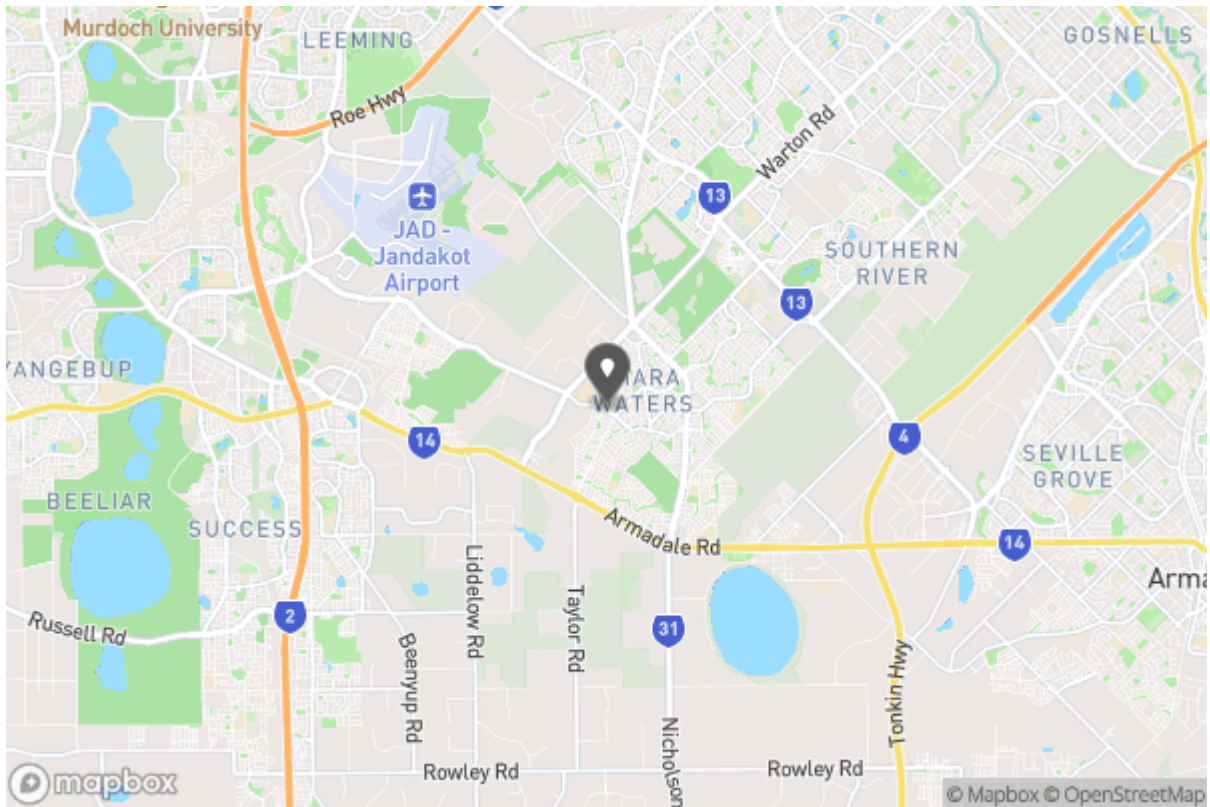 Murdoch University
LEEMING
GOSNELLS
Roe Hwy
Warton Rd
13
JAD -
Jandakot
Airport
SOUTHERN
RIVER
13
YANGEBUP
HARA
WATERS
14
4
SEVILLE
GROVE
BEELIAR
SUCCESS
Armadale Rd
14
Liddelow Rd
Taylor Rd
Arma
2
Russell Rd
31
Beenyup Rd
Tonkin Hwy
Nicholson
Rowley Rd
Rowley Rd
mapbox
© Mapbox © OpenStreetMap